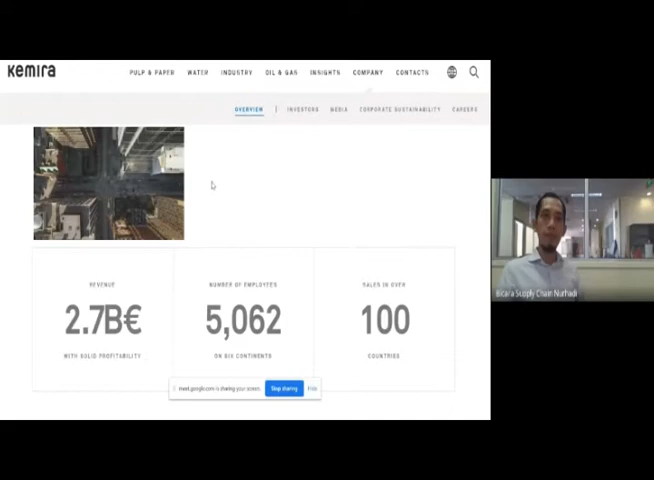 kemira
PULP & PAPER WATER INDUSTRY OIL & GAS INSIGHTS COMPANY CONTACTS
OVERVIEW | INVESTORS MEDIA CORPORATE SUSTAINABILITY CAREERS
REVENUE
2.7B€
WITH SOLID PROFITABILITY
NUMBER OF EMPLOYEES
5,062
ON SIX CONTINENTS
SALES IN OVER
100
COUNTRIES
meet.google.com is sharing your screen. Stop sharing Hide
Bicara Supply Chain Nurhadi